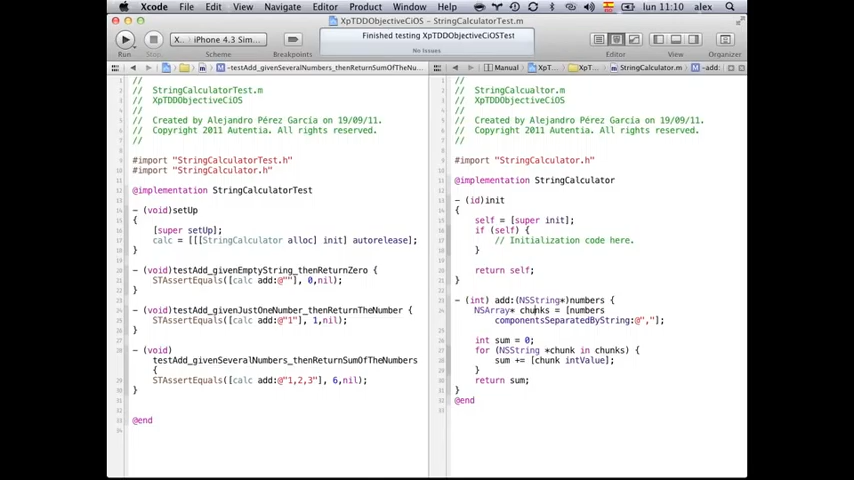 Xcode File Edit View Navigate Editor Product Window Help lun 11:10 alex
XpTDDObjectiveCiOS – StringCalculatorTest.m
X... iPhone 4.3 Sim...
Finished testing XpTDDObjectiveCiOSTest
No Issues
Scheme Breakpoints Editor View Organizer
-testAdd_givenSeveralNumbers_thenReturnSumOfTheNu...
//
// StringCalculatorTest.m
// XpTDDObjectiveCiOS
//
// Created by Alejandro Pérez García on 19/09/11.
// Copyright 2011 Autentia. All rights reserved.
//
#import "StringCalculatorTest.h"
#import "StringCalculator.h"
@implementation StringCalculatorTest
- (void)setUp
{
[super setUp];
calc = [[[StringCalculator alloc] init] autorelease];
}
- (void)testAdd_givenEmptyString_thenReturnZero {
STAssertEquals([calc add:@""], 0,nil);
}
- (void)testAdd_givenJustOneNumber_thenReturnTheNumber {
STAssertEquals([calc add:@"1"], 1,nil);
}
- (void)
testAdd_givenSeveralNumbers_thenReturnSumOfTheNumbers
{
STAssertEquals([calc add:@"1,2,3"], 6,nil);
}
@end
Manual XpT... XpT... StringCalculator.m -add:
//
// StringCalcualtor.m
// XpTDDObjectiveCiOS
//
// Created by Alejandro Pérez García on 19/09/11.
// Copyright 2011 Autentia. All rights reserved.
//
#import "StringCalculator.h"
@implementation StringCalculator
- (id)init
{
self = [super init];
if (self) {
// Initialization code here.
}
return self;
}
- (int) add:(NSString*)numbers {
NSArray* chunks = [numbers
componentsSeparatedByString:@","];
int sum = 0;
for (NSString *chunk in chunks) {
sum += [chunk intValue];
}
return sum;
}
@end